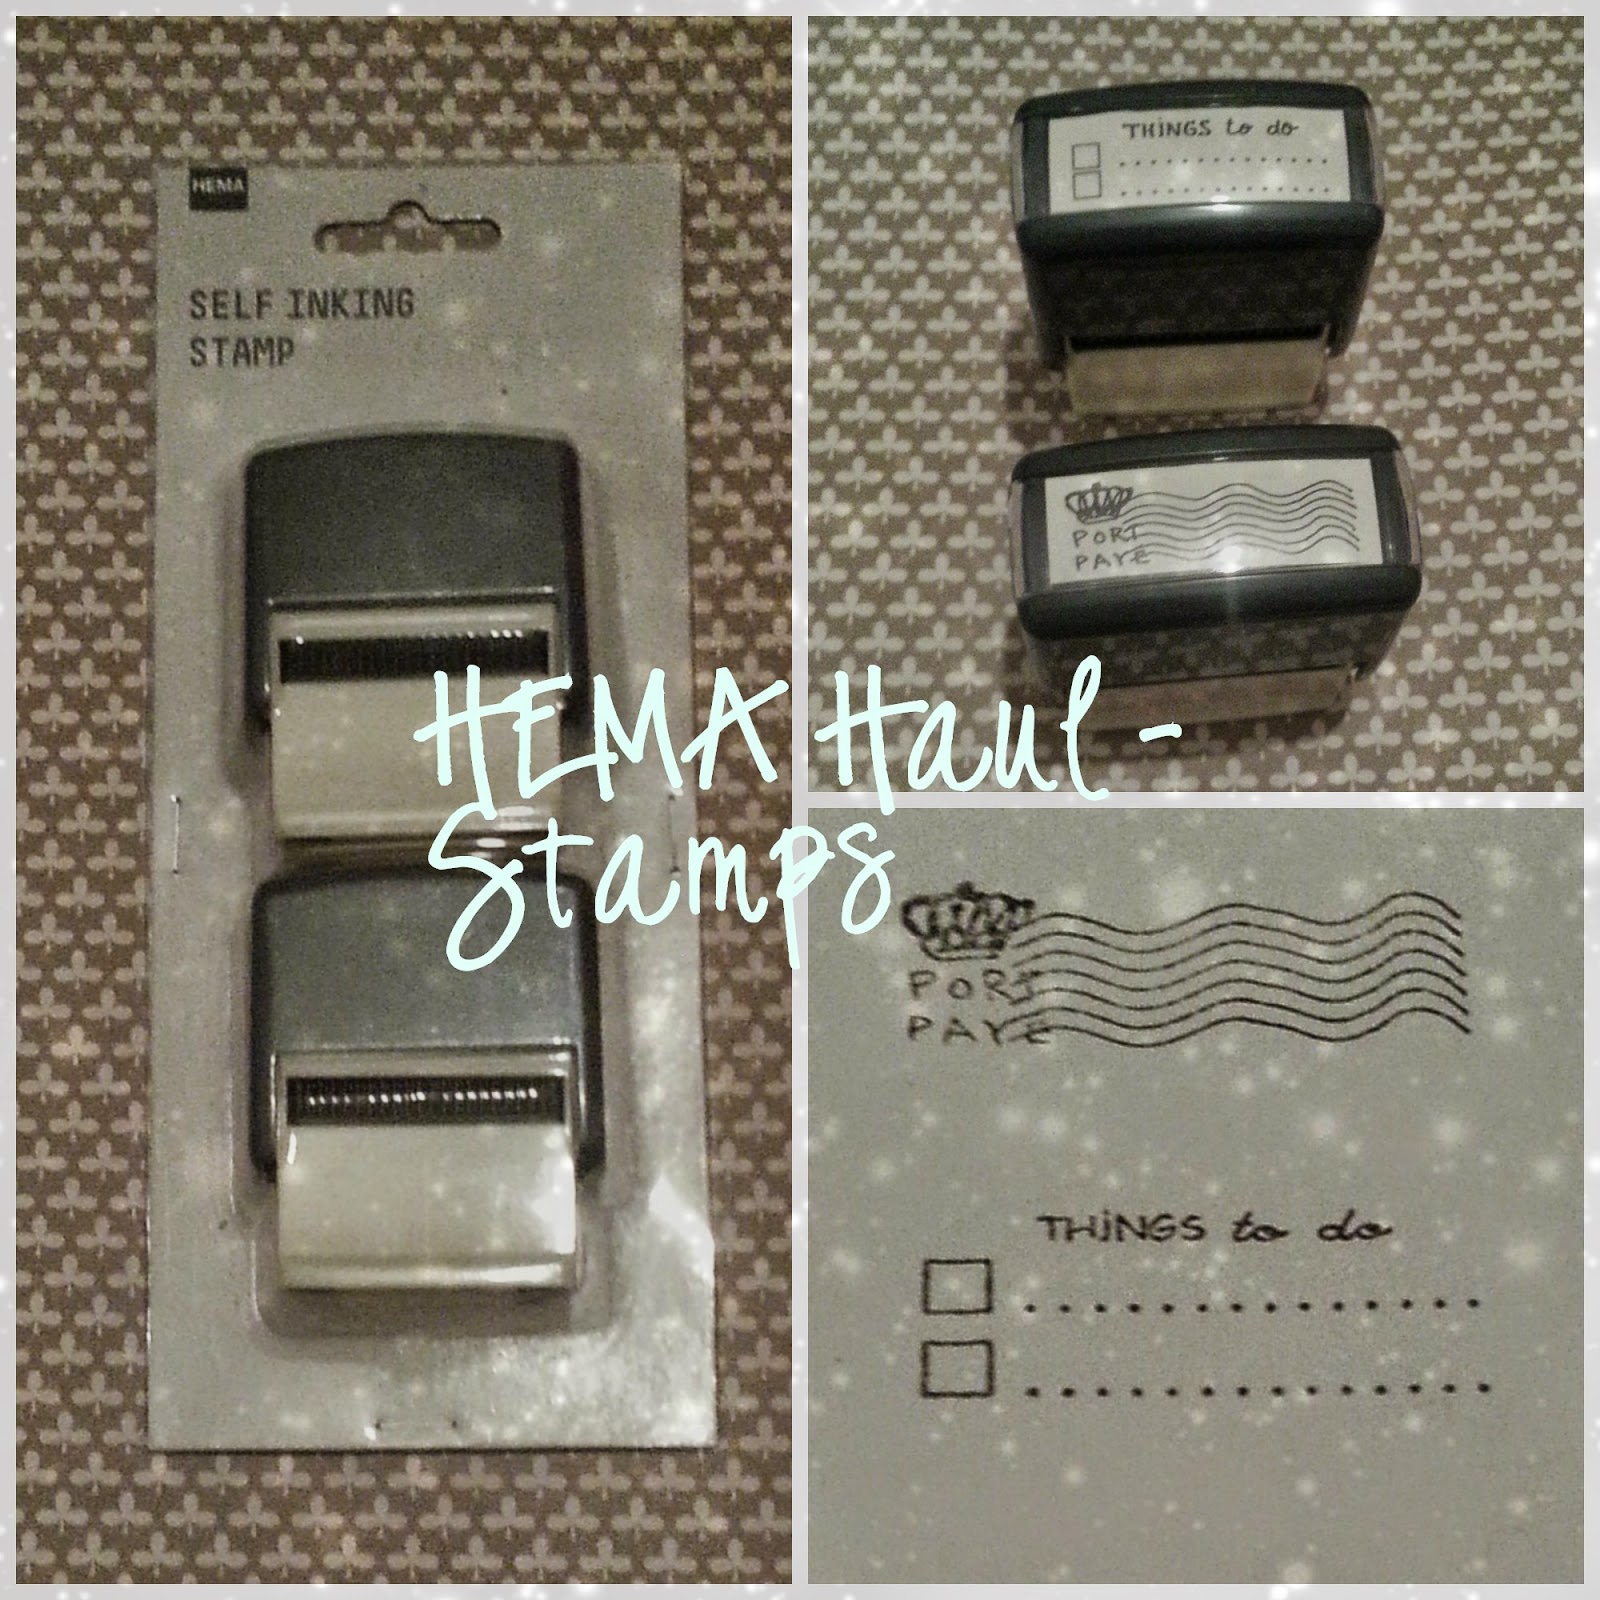 HEMA
SELF INKING
STAMP
THiNGS to do
PORT
PAYE
HEMA Haul -
Stamps
PORT
PAYE
THiNGS to do